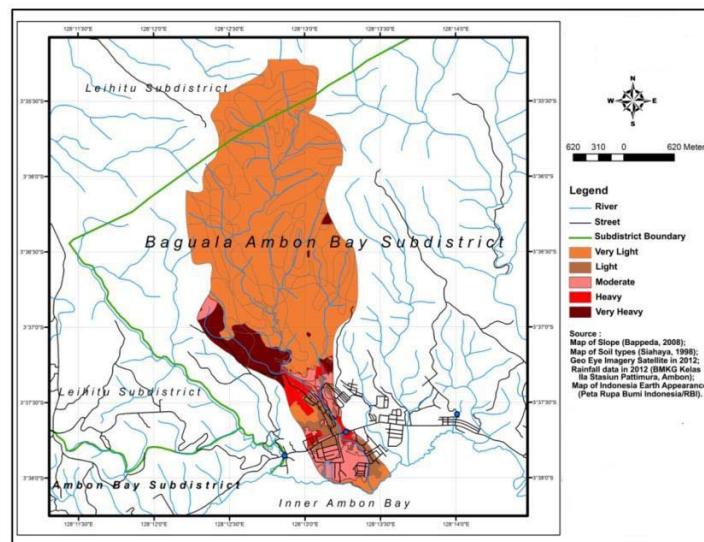 128°11'30"E 128°12'0"E 128°12'30"E 128°13'0"E 128°13'30"E 128°14'0"E
Leihitu Subdistrict
3°35'30"S 3°35'30"S
3°36'0"S 3°36'0"S
Baguala Ambon Bay Subdistrict
3°36'30"S 3°36'30"S
3°37'0"S 3°37'0"S
Leihitu Subdistrict
3°37'30"S 3°37'30"S
3°38'0"S 3°38'0"S
Ambon Bay Subdistrict
Inner Ambon Bay
128°11'30"E 128°12'0"E 128°12'30"E 128°13'0"E 128°13'30"E 128°14'0"E
N
W E
S
620 310 0 620 Meter
Legend
River
Street
Subdistrict Boundary
Very Light
Light
Moderate
Heavy
Very Heavy
Source :
Map of Slope (Bappeda, 2008);
Map of Soil types (Siahaya, 1998);
Geo Eye Imagery Satellite in 2012;
Rainfall data in 2012 (BMKG Kelas
IIa Stasiun Pattimura, Ambon);
Map of Indonesia Earth Appearance
(Peta Rupa Bumi Indonesia/RBI).